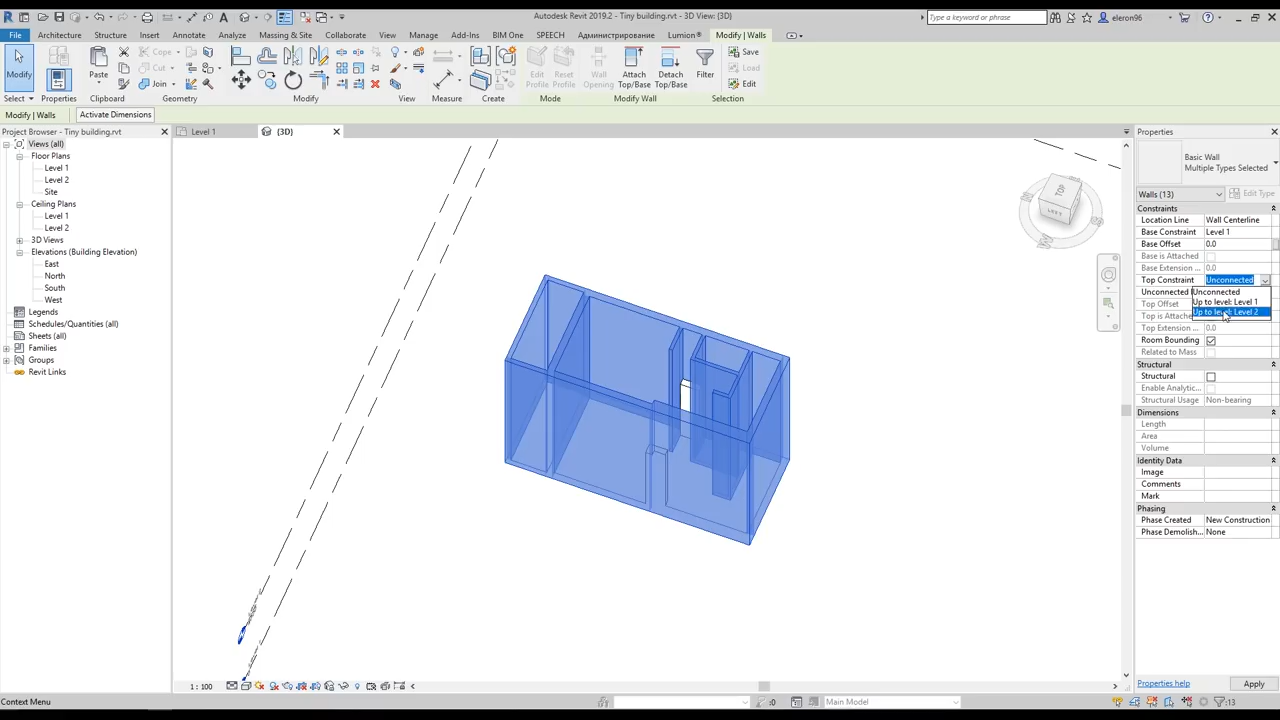 Autodesk Revit 2019.2 - Tiny building.rvt - 3D View: {3D}
Type a keyword or phrase
eleron96
File Architecture Structure Insert Annotate Analyze Massing & Site Collaborate View Manage Add-Ins BIM One SPEECH Администрирование Lumion® Modify | Walls
Modify
Properties
Paste
Cope
Cut
Join
Edit Profile
Reset Profile
Wall Opening
Attach Top/Base
Detach Top/Base
Filter
Save
Load
Edit
Select Properties Clipboard Geometry Modify View Measure Create Mode Modify Wall Selection
Modify | Walls Activate Dimensions
Project Browser - Tiny building.rvt
Views (all)
Floor Plans
Level 1
Level 2
Site
Ceiling Plans
Level 1
Level 2
3D Views
Elevations (Building Elevation)
East
North
South
West
Legends
Schedules/Quantities (all)
Sheets (all)
Families
Groups
Revit Links
Level 1
{3D}
TOP
Properties
Basic Wall
Multiple Types Selected
Walls (13) Edit Type
Constraints
Location Line Wall Centerline
Base Constraint Level 1
Base Offset 0.0
Base is Attached
Base Extension ... 0.0
Top Constraint Unconnected
Unconnected Unconnected
Top Offset Up to level: Level 1
Up to level: Level 2
Top is Attache
Top Extension ... 0.0
Room Bounding
Related to Mass
Structural
Structural
Enable Analytic...
Structural Usage Non-bearing
Dimensions
Length
Area
Volume
Identity Data
Image
Comments
Mark
Phasing
Phase Created New Construction
Phase Demolish... None
Properties help Apply
1 : 100
Context Menu :0 Main Model :13